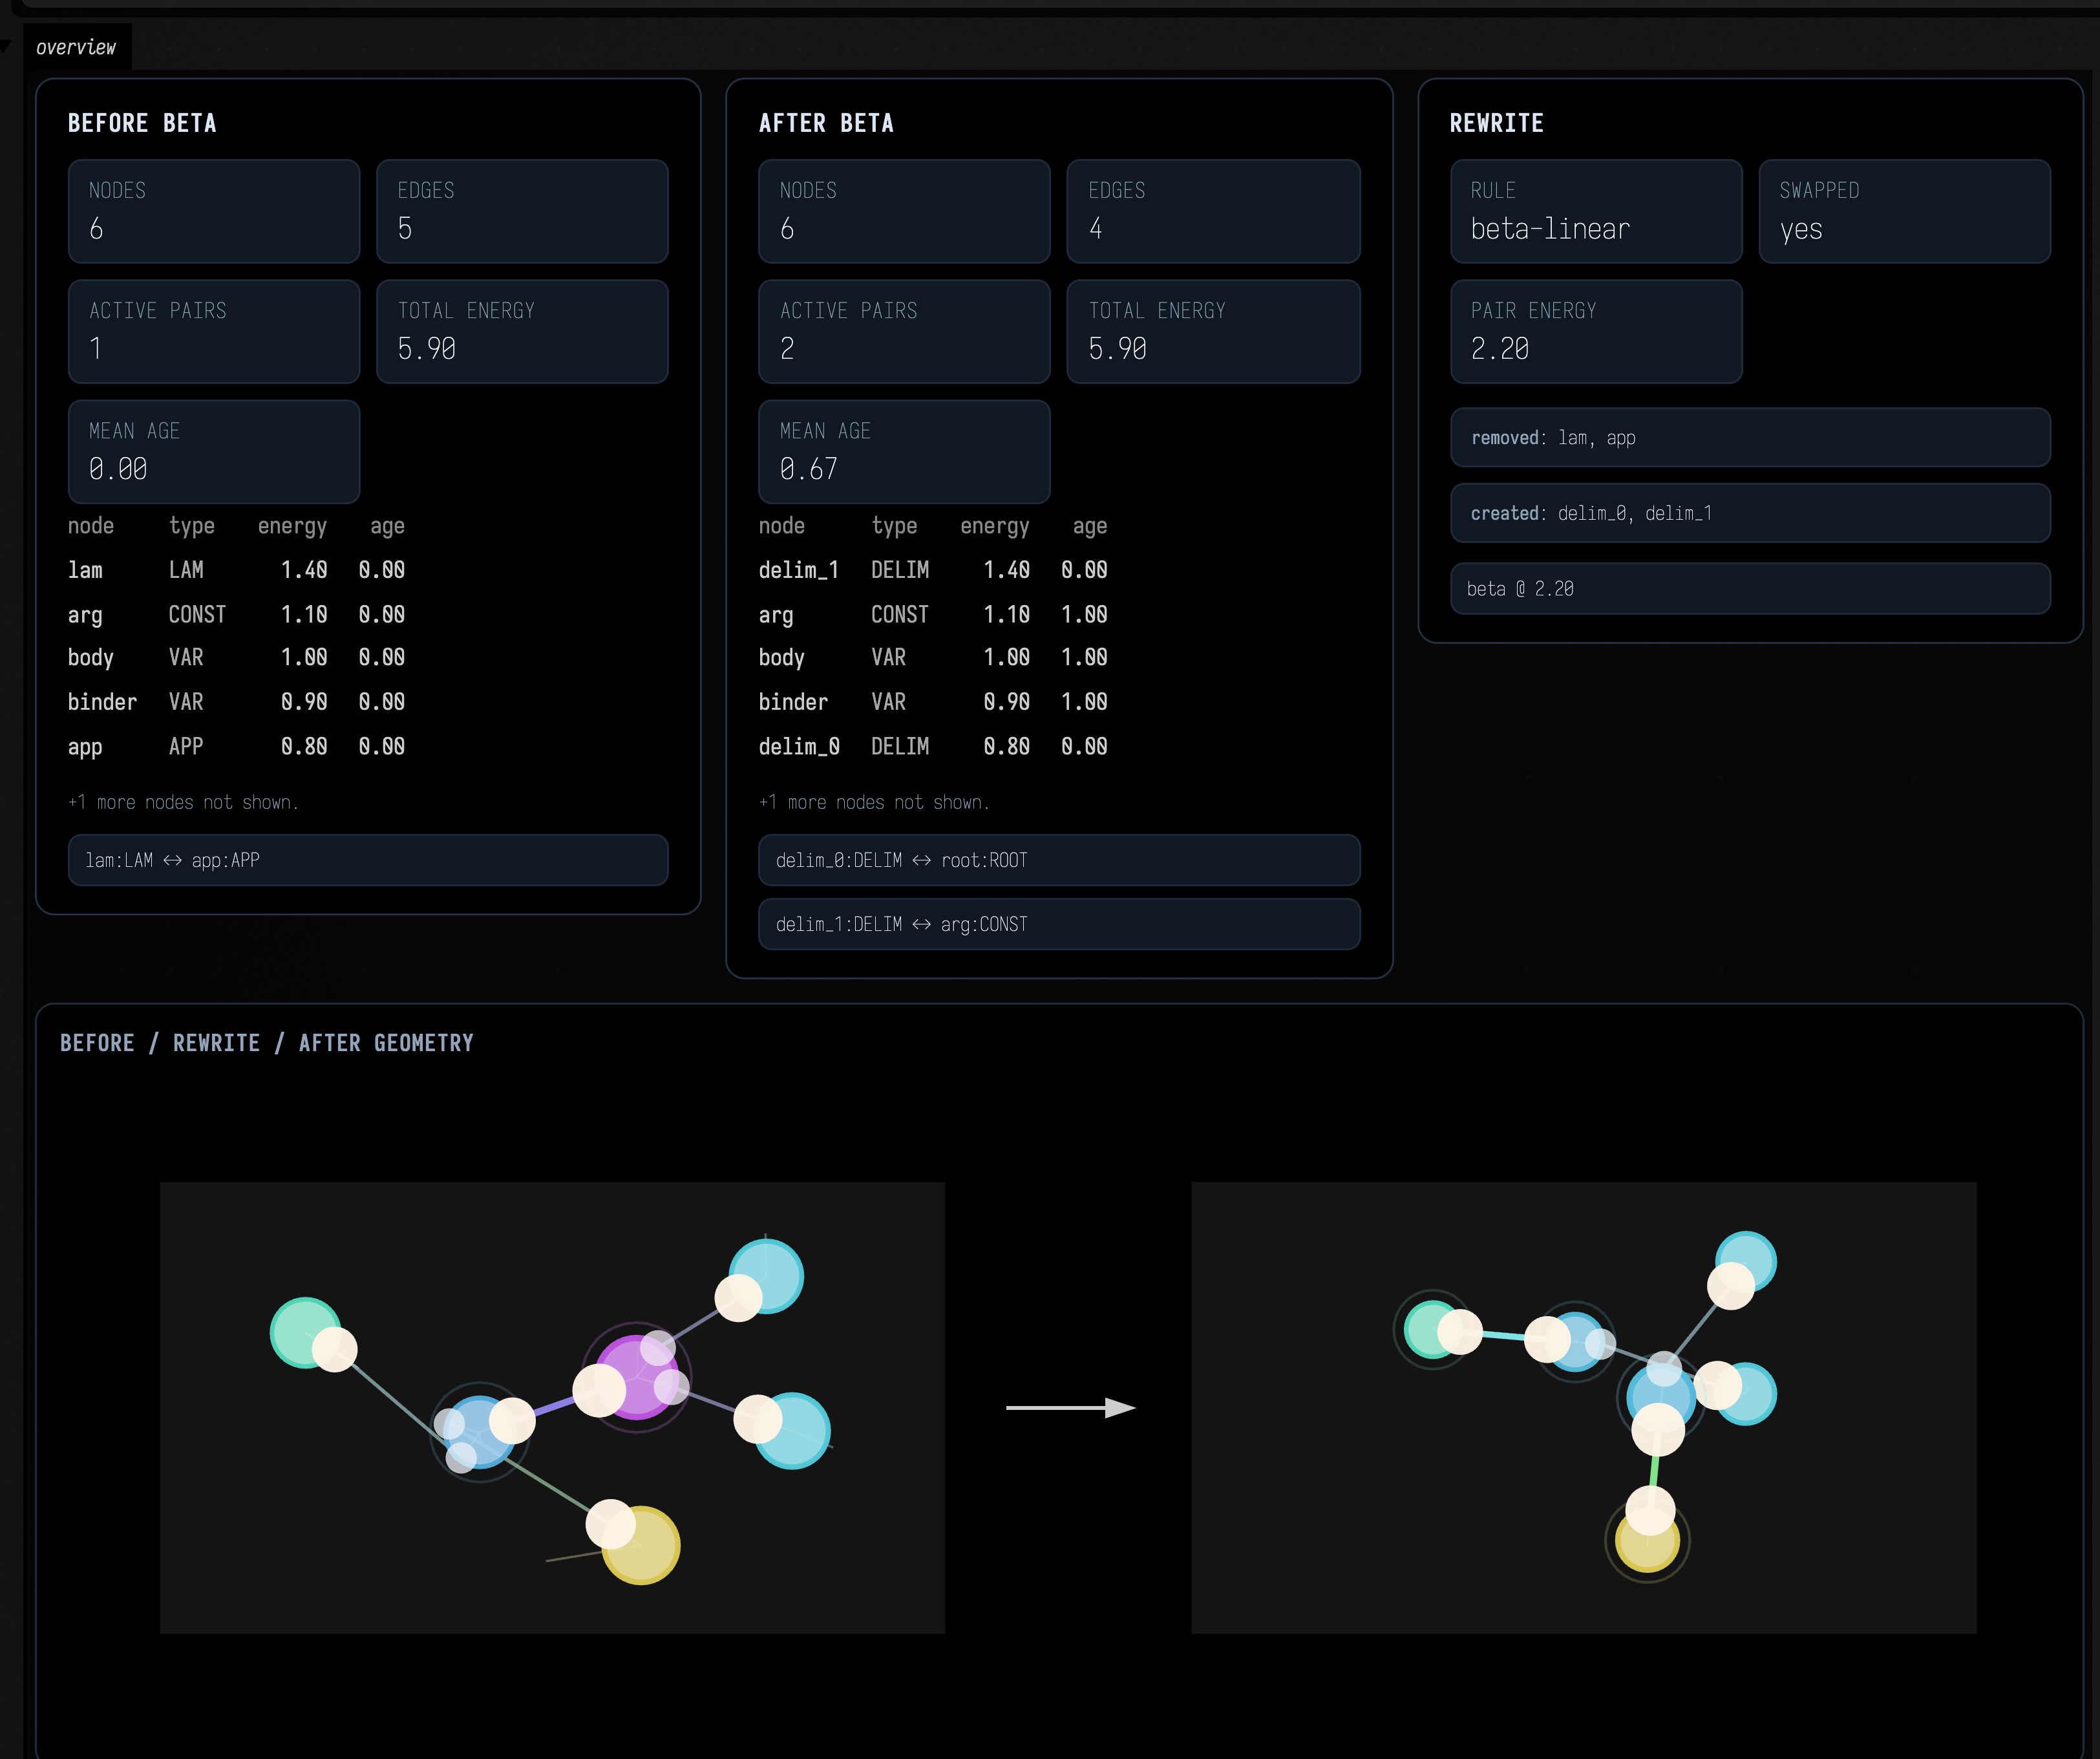 overview
BEFORE BETA
NODES
6
EDGES
5
ACTIVE PAIRS
1
TOTAL ENERGY
5.90
MEAN AGE
0.00
node type energy age
lam LAM 1.40 0.00
arg CONST 1.10 0.00
body VAR 1.00 0.00
binder VAR 0.90 0.00
app APP 0.80 0.00
+1 more nodes not shown.
lam:LAM ↔ app:APP
AFTER BETA
NODES
6
EDGES
4
ACTIVE PAIRS
2
TOTAL ENERGY
5.90
MEAN AGE
0.67
node type energy age
delim_1 DELIM 1.40 0.00
arg CONST 1.10 1.00
body VAR 1.00 1.00
binder VAR 0.90 1.00
delim_0 DELIM 0.80 0.00
+1 more nodes not shown.
delim_0:DELIM ↔ root:ROOT
delim_1:DELIM ↔ arg:CONST
REWRITE
RULE
beta-linear
SWAPPED
yes
PAIR ENERGY
2.20
removed: lam, app
created: delim_0, delim_1
beta @ 2.20
BEFORE / REWRITE / AFTER GEOMETRY